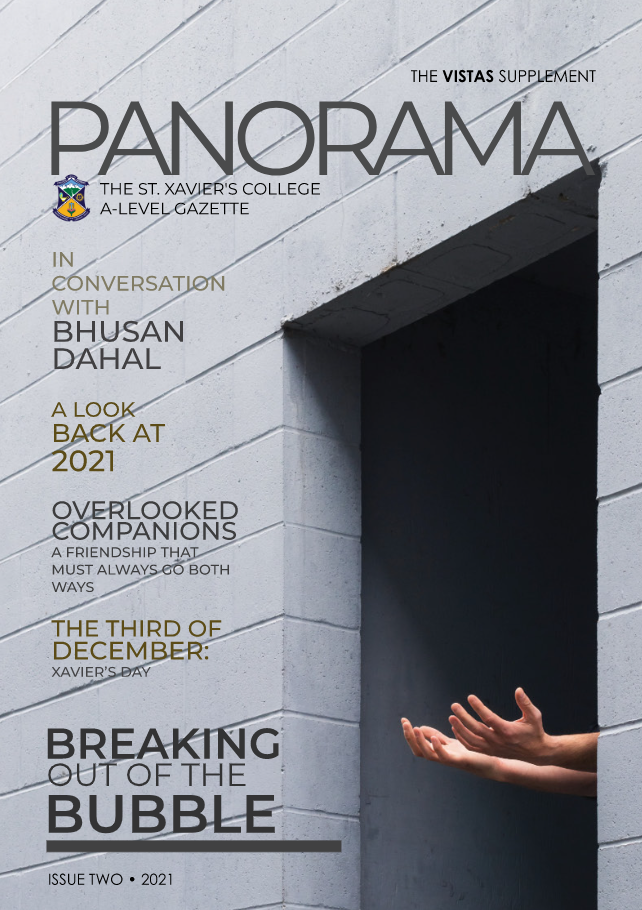 THE VISTAS SUPPLEMENT
PANORAMA
THE ST. XAVIER'S COLLEGE
A-LEVEL GAZETTE
IN
CONVERSATION
WITH
BHUSAN
DAHAL
A LOOK
BACK AT
2021
OVERLOOKED
COMPANIONS
A FRIENDSHIP THAT
MUST ALWAYS GO BOTH
WAYS
THE THIRD OF
DECEMBER:
XAVIER'S DAY
BREAKING
OUT OF THE
BUBBLE
ISSUE TWO • 2021